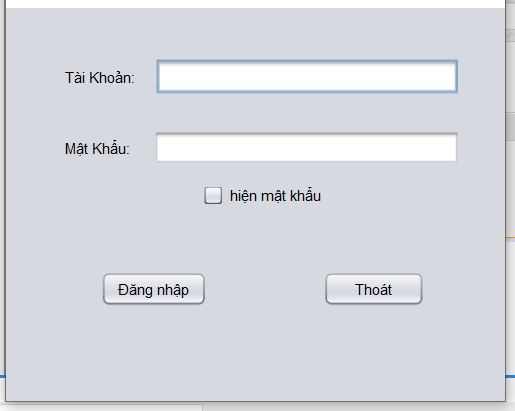 Tài Khoản:
Mật Khẩu:
hiện mật khẩu
Đăng nhập
Thoát